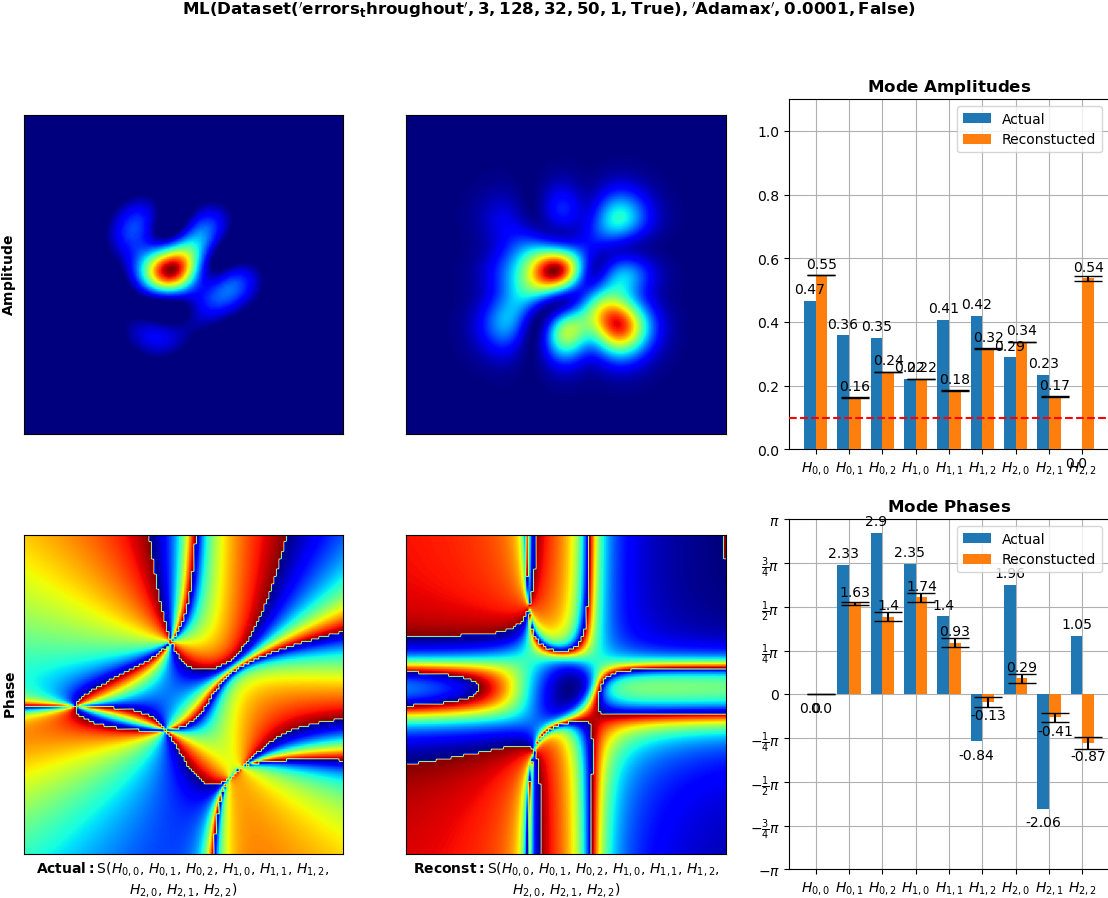 ML(Dataset('errors_throughout', 3, 128, 32, 50, 1, True), 'Adamax', 0.0001, False)
Amplitude
Mode Amplitudes
Actual
Reconstucted
1.0
0.8
0.6
0.4
0.2
0.0
0.47 0.36 0.35 0.22 0.41 0.42 0.29 0.23 0.0
0.55 0.16 0.24 0.22 0.18 0.32 0.34 0.17 0.54
H0,0 H0,1 H0,2 H1,0 H1,1 H1,2 H2,0 H2,1 H2,2
Phase
Mode Phases
Actual
Reconstucted
π
3/4π
1/2π
1/4π
0
−1/4π
−1/2π
−3/4π
−π
0.0 2.33 2.9 2.35 1.4 -0.84 1.96 -2.06 1.05
0.0 1.63 1.4 1.74 0.93 -0.13 0.29 -0.41 -0.87
H0,0 H0,1 H0,2 H1,0 H1,1 H1,2 H2,0 H2,1 H2,2
Actual: S(H0,0, H0,1, H0,2, H1,0, H1,1, H1,2,
H2,0, H2,1, H2,2)
Reconst: S(H0,0, H0,1, H0,2, H1,0, H1,1, H1,2,
H2,0, H2,1, H2,2)